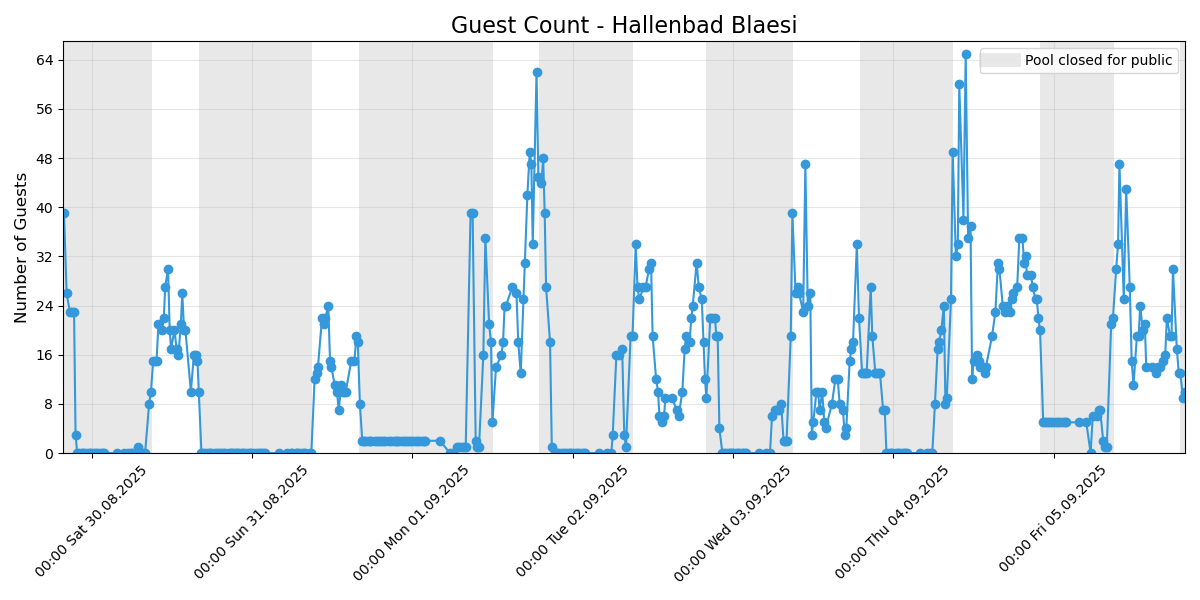 Guest Count - Hallenbad Blaesi
Pool closed for public
Number of Guests
64
56
48
40
32
24
16
8
0
00:00 Sat 30.08.2025
00:00 Sun 31.08.2025
00:00 Mon 01.09.2025
00:00 Tue 02.09.2025
00:00 Wed 03.09.2025
00:00 Thu 04.09.2025
00:00 Fri 05.09.2025